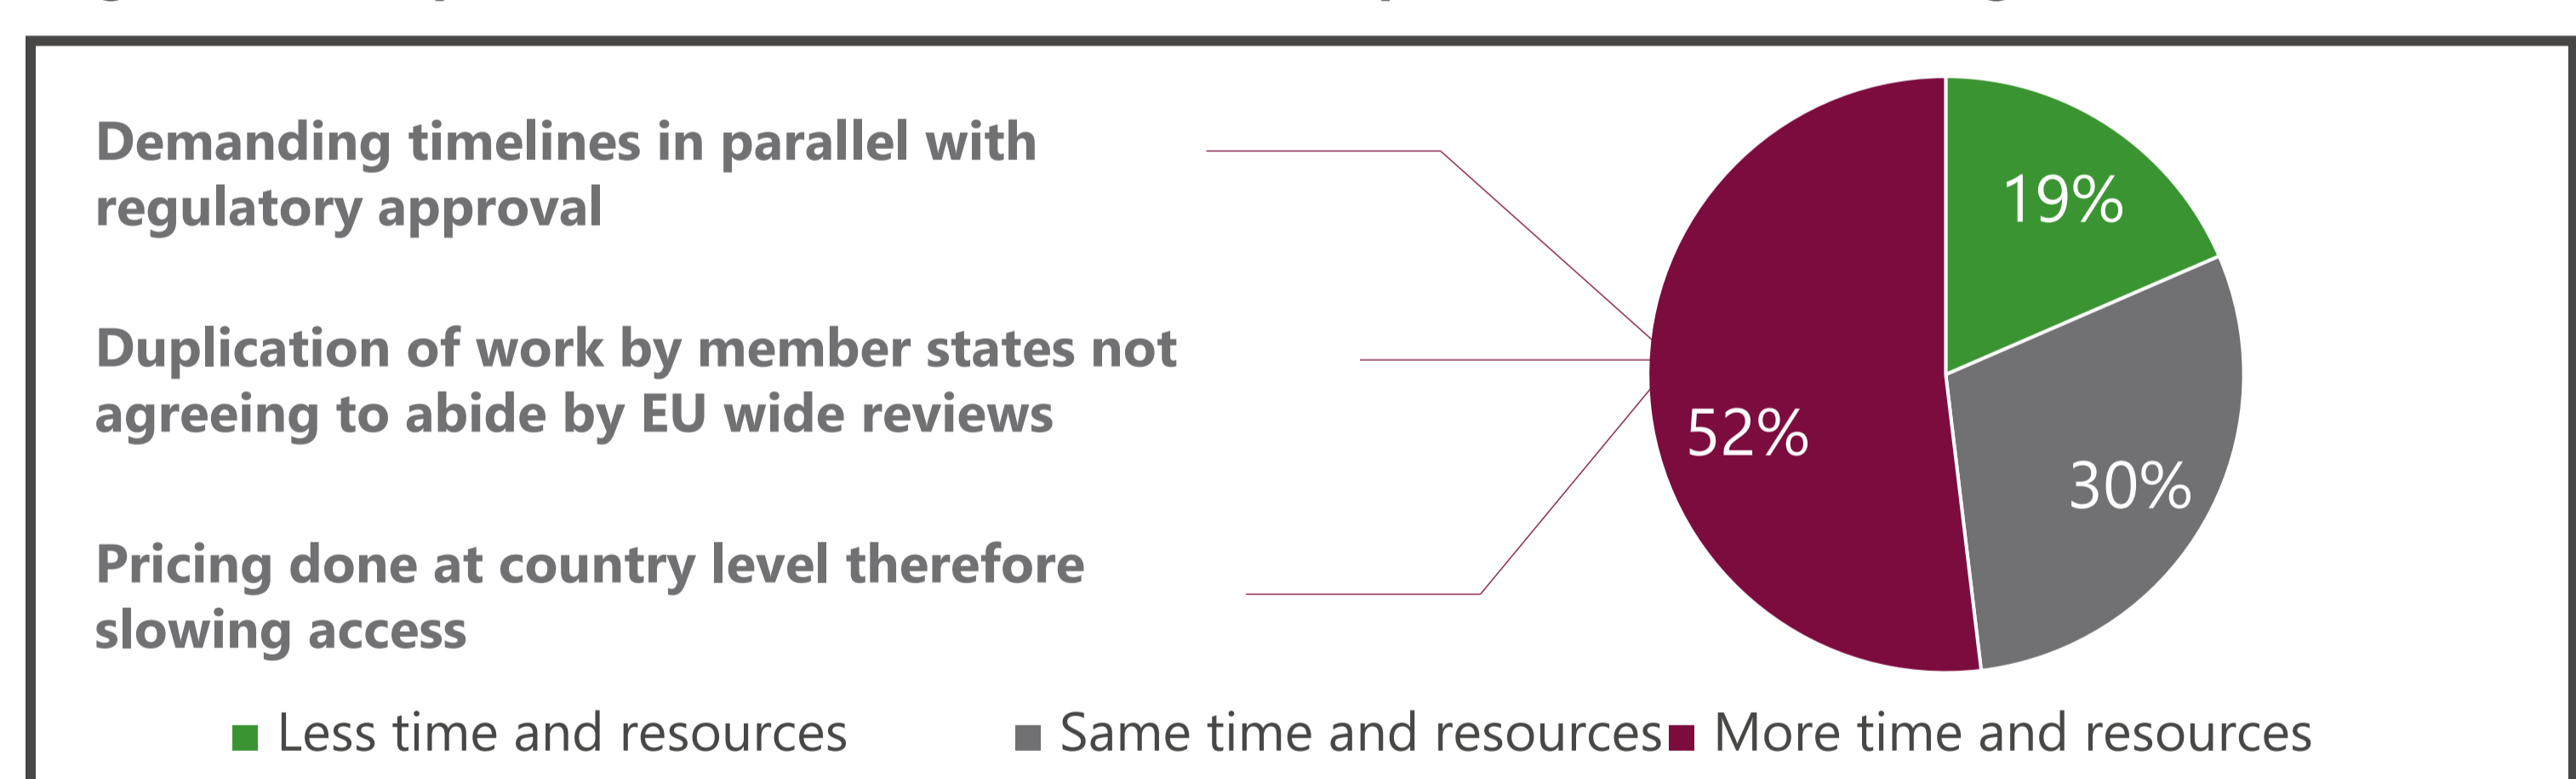 Demanding timelines in parallel with
regulatory approval
Duplication of work by member states not
agreeing to abide by EU wide reviews
Pricing done at country level therefore
slowing access
19%
52%
30%
Less time and resources
Same time and resources
More time and resources